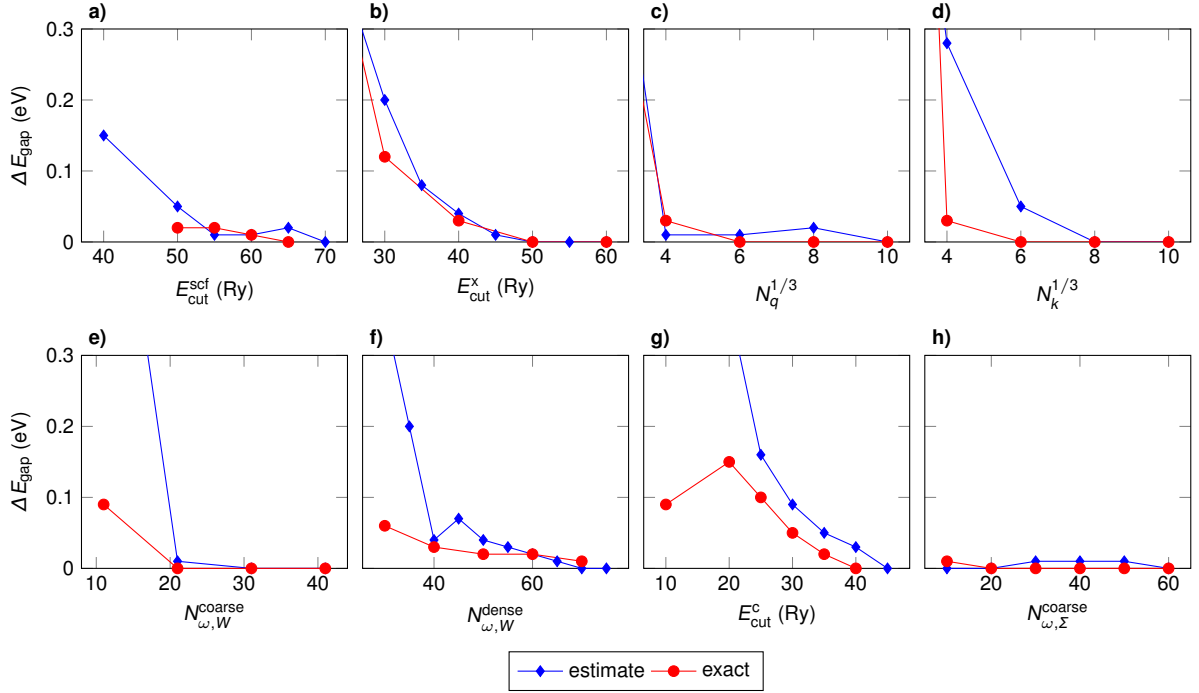 a) b) c) d)
0.3
0.2
0.1
0
ΔE_gap (eV)
40 50 60 70 30 40 50 60 4 6 8 10 4 6 8 10
E_cut^scf (Ry) E_cut^x (Ry) N_q^{1/3} N_k^{1/3}
e) f) g) h)
0.3
0.2
0.1
0
ΔE_gap (eV)
10 20 30 40 40 60 10 20 30 40 20 40 60
N_{ω,W}^coarse N_{ω,W}^dense E_cut^c (Ry) N_{ω,Σ}^coarse
estimate exact